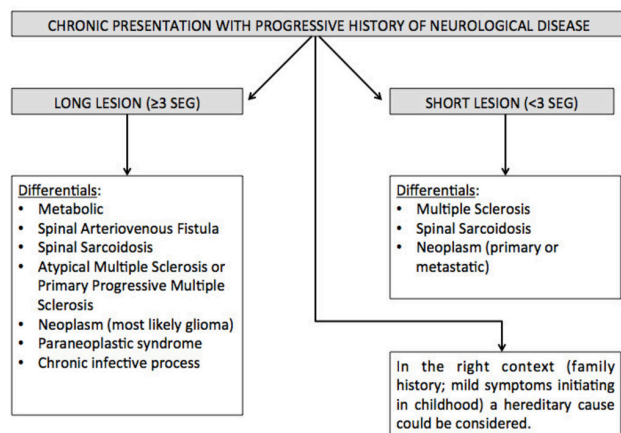 CHRONIC PRESENTATION WITH PROGRESSIVE HISTORY OF NEUROLOGICAL DISEASE
LONG LESION (≥3 SEG)
SHORT LESION (<3 SEG)
Differentials:
• Metabolic
• Spinal Arteriovenous Fistula
• Spinal Sarcoidosis
• Atypical Multiple Sclerosis or
Primary Progressive Multiple
Sclerosis
• Neoplasm (most likely glioma)
• Paraneoplastic syndrome
• Chronic infective process
Differentials:
• Multiple Sclerosis
• Spinal Sarcoidosis
• Neoplasm (primary or
metastatic)
In the right context (family
history; mild symptoms initiating
in childhood) a hereditary cause
could be considered.